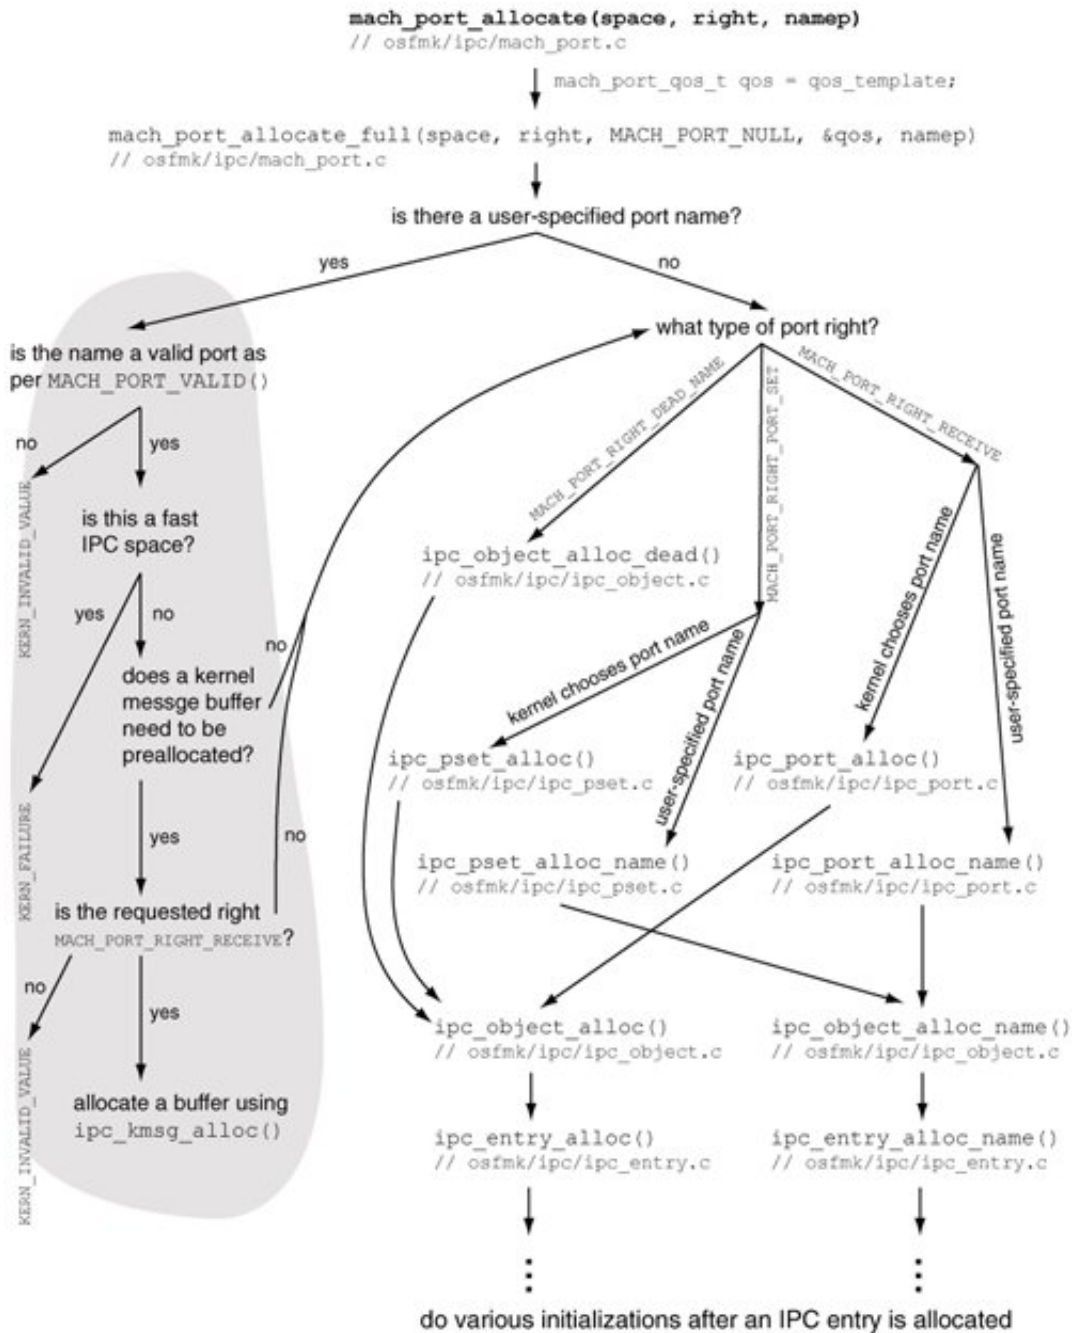 mach_port_allocate(space, right, namep)
// osfmk/ipc/mach_port.c
mach_port_qos_t qos = qos_template;
mach_port_allocate_full(space, right, MACH_PORT_NULL, &qos, namep)
// osfmk/ipc/mach_port.c
is there a user-specified port name?
yes
no
is the name a valid port as
per MACH_PORT_VALID()
no
yes
KERN_INVALID_VALUE
is this a fast
IPC space?
yes
no
KERN_FAILURE
does a kernel
messge buffer
need to be
preallocated?
no
yes
is the requested right
MACH_PORT_RIGHT_RECEIVE?
no
no
yes
KERN_INVALID_VALUE
allocate a buffer using
ipc_kmsg_alloc()
what type of port right?
MACH_PORT_RIGHT_DEAD_NAME
MACH_PORT_RIGHT_PORT_SET
MACH_PORT_RIGHT_RECEIVE
ipc_object_alloc_dead()
// osfmk/ipc/ipc_object.c
kernel chooses port name
user-specified port name
kernel chooses port name
user-specified port name
ipc_pset_alloc()
// osfmk/ipc/ipc_pset.c
ipc_port_alloc()
// osfmk/ipc/ipc_port.c
ipc_pset_alloc_name()
// osfmk/ipc/ipc_pset.c
ipc_port_alloc_name()
// osfmk/ipc/ipc_port.c
ipc_object_alloc()
// osfmk/ipc/ipc_object.c
ipc_object_alloc_name()
// osfmk/ipc/ipc_object.c
ipc_entry_alloc()
// osfmk/ipc/ipc_entry.c
ipc_entry_alloc_name()
// osfmk/ipc/ipc_entry.c
do various initializations after an IPC entry is allocated